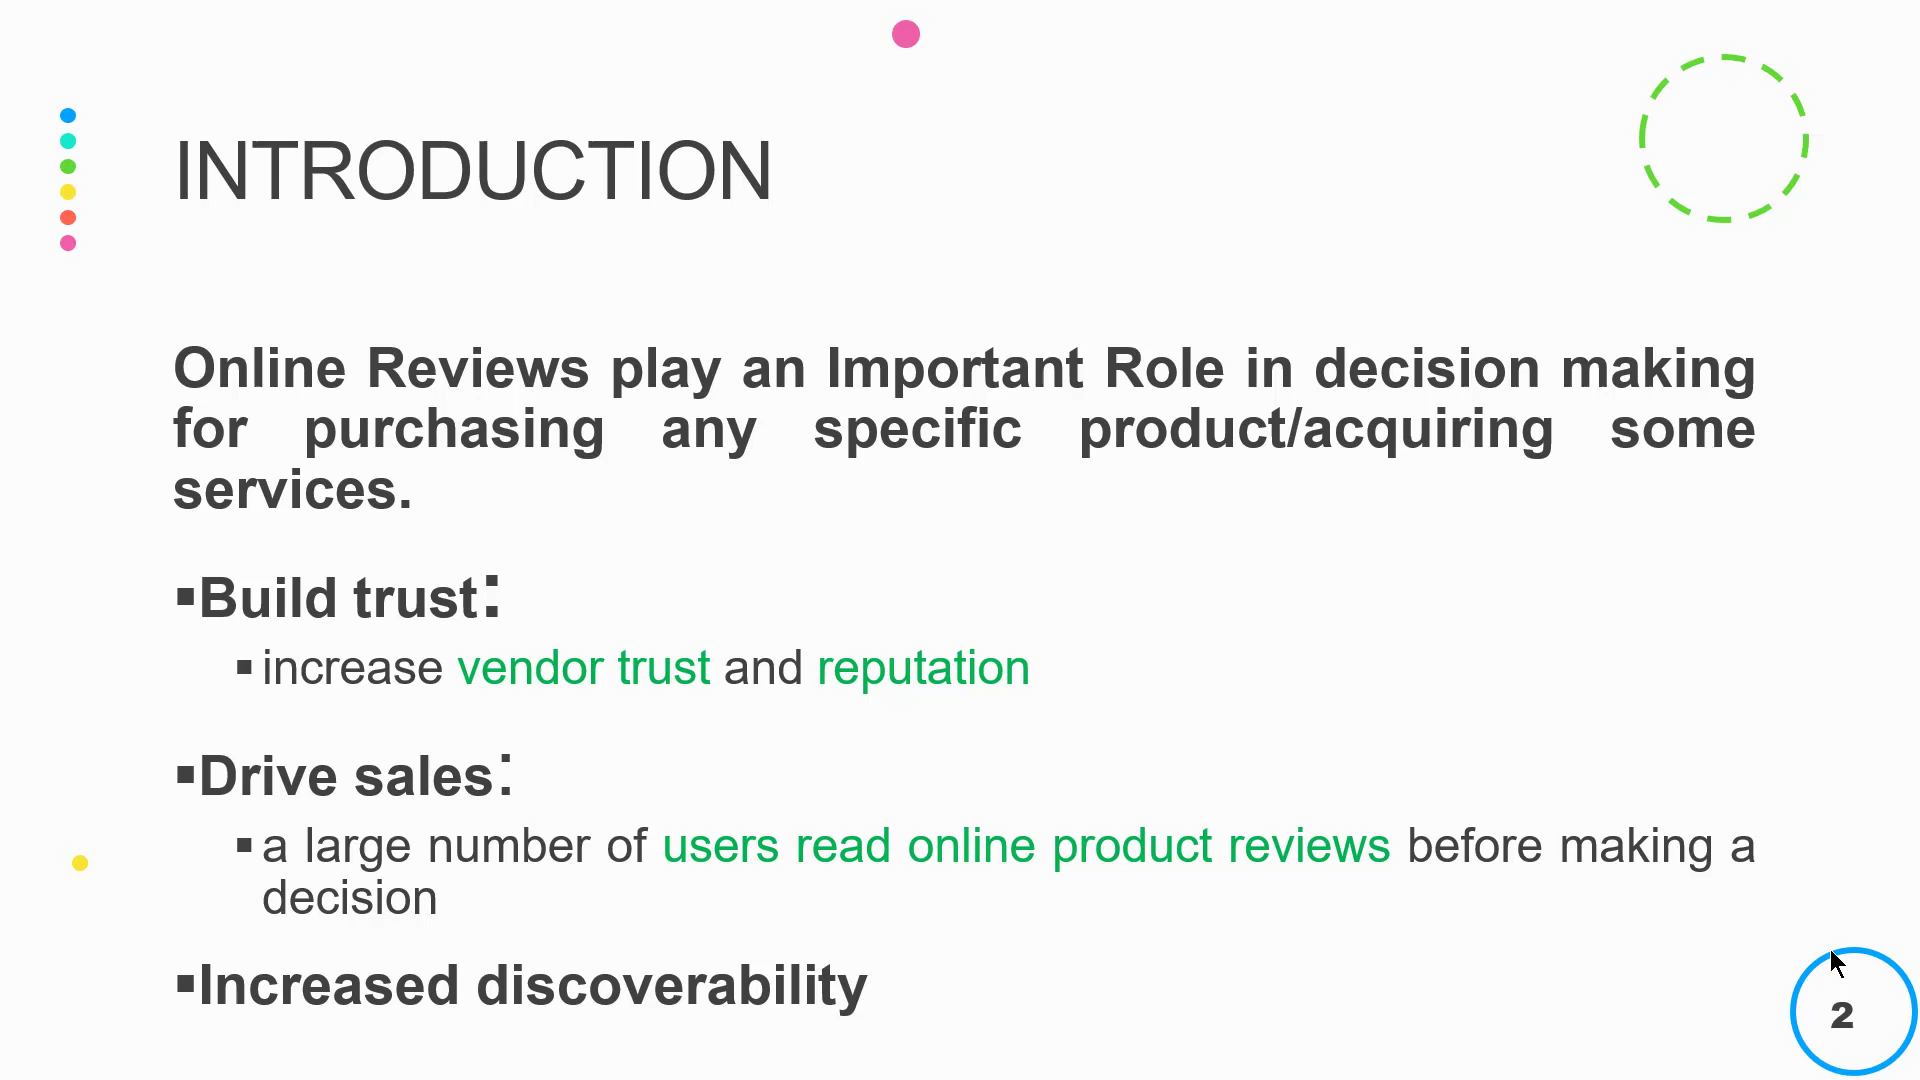 INTRODUCTION
Online Reviews play an Important Role in decision making
for purchasing any specific product/acquiring some
services.
▪Build trust:
▪increase vendor trust and reputation
▪Drive sales:
▪a large number of users read online product reviews before making a
decision
▪Increased discoverability
2